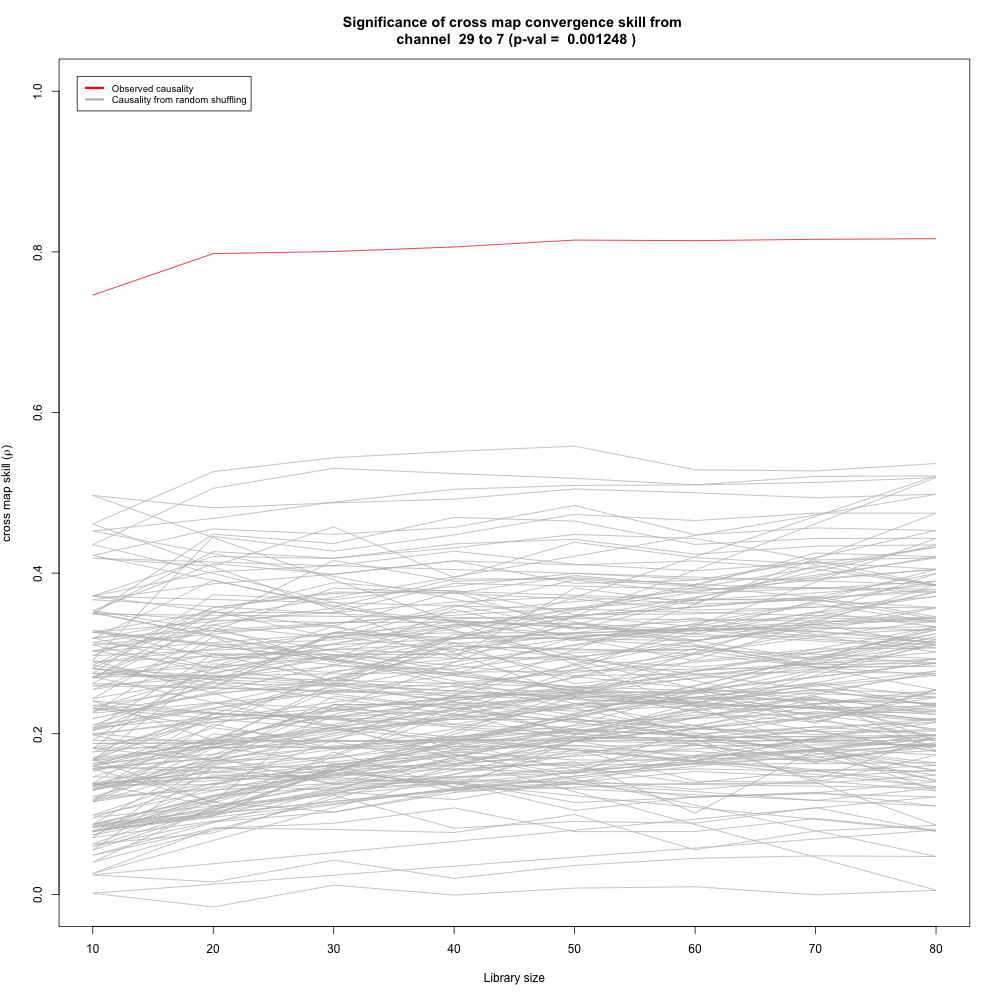 Significance of cross map convergence skill from
channel  29 to 7 (p-val =  0.001248 )
Observed causality
Causality from random shuffling
1.0
0.8
0.6
0.4
0.2
0.0
cross map skill (ρ)
10 20 30 40 50 60 70 80
Library size